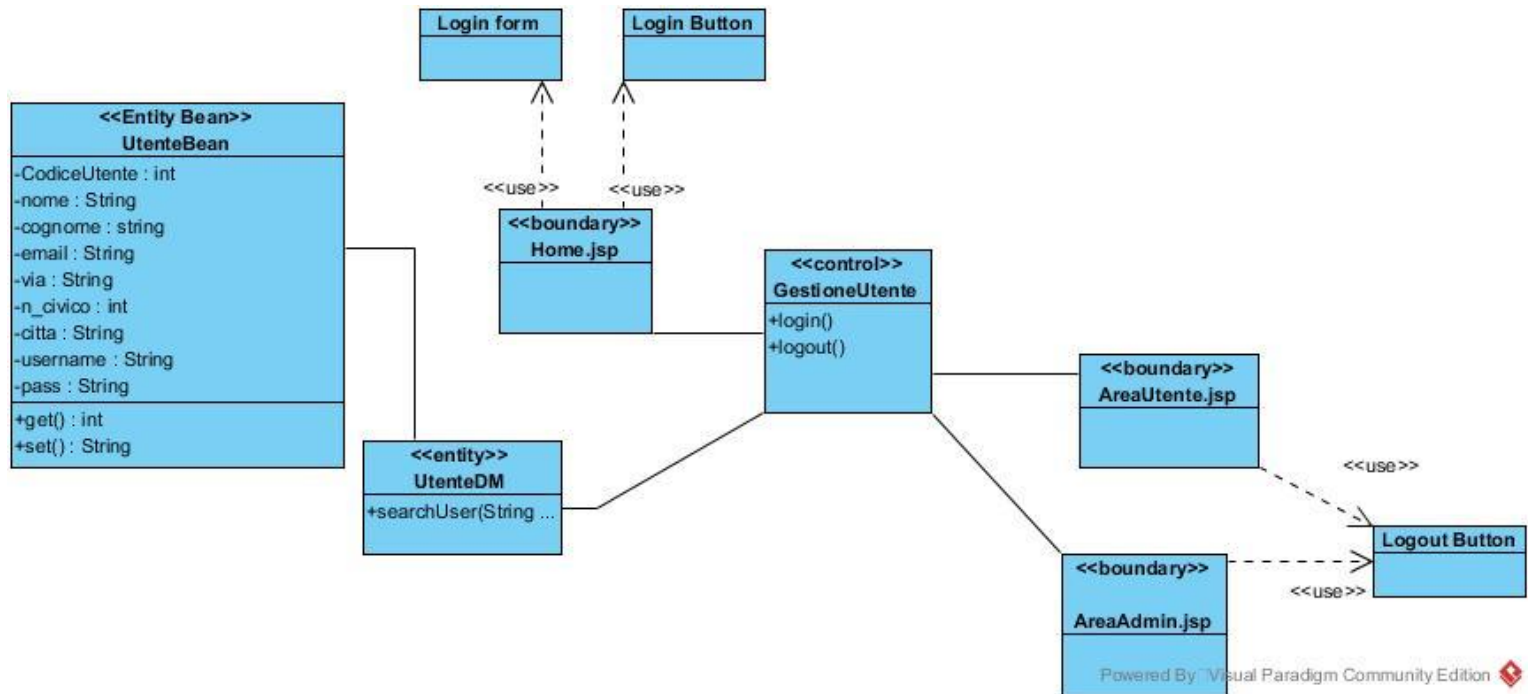 Login form
Login Button
<<Entity Bean>>
UtenteBean
-CodiceUtente : int
-nome : String
-cognome : string
-email : String
-via : String
-n_civico : int
-citta : String
-username : String
-pass : String
+get() : int
+set() : String
<<use>>
<<use>>
<<boundary>>
Home.jsp
<<control>>
GestioneUtente
+login()
+logout()
<<entity>>
UtenteDM
+searchUser(String ...
<<boundary>>
AreaUtente.jsp
<<use>>
Logout Button
<<boundary>>
AreaAdmin.jsp
<<use>>
Powered By Visual Paradigm Community Edition